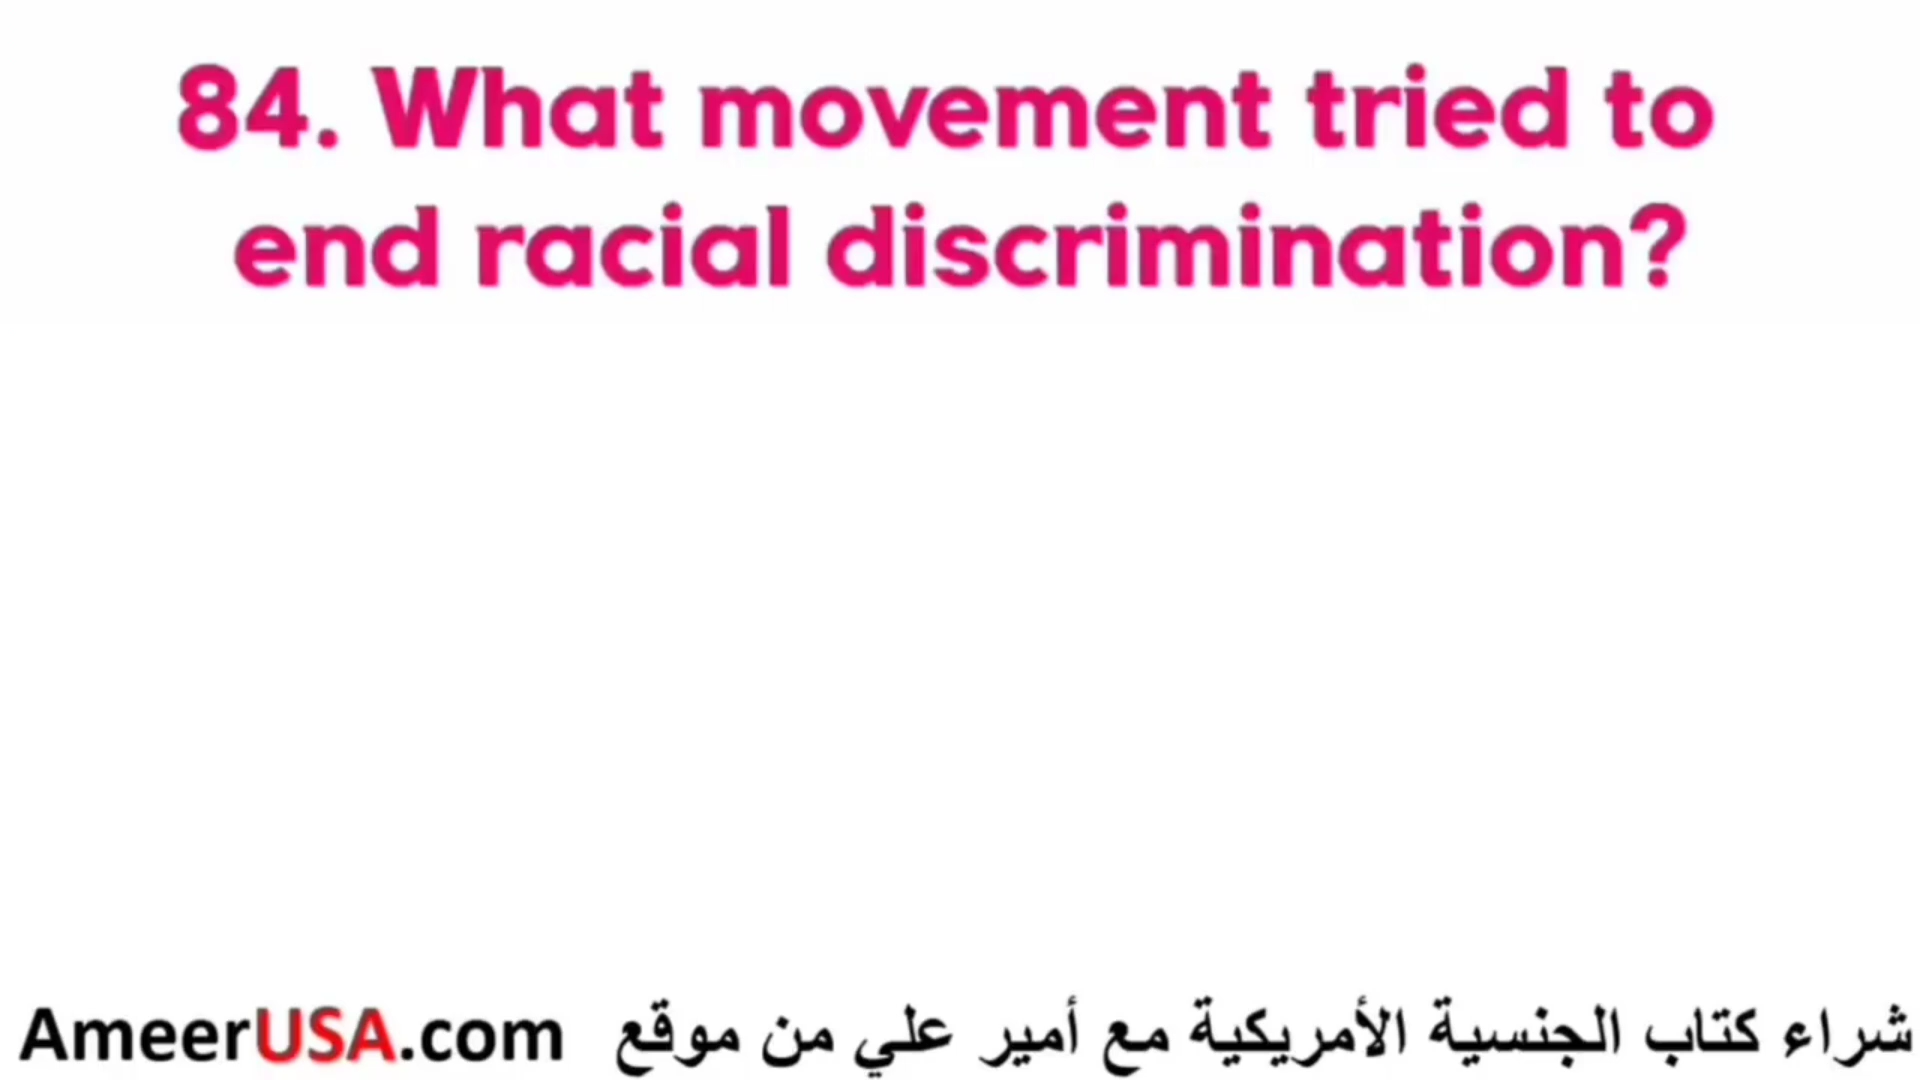 84. What movement tried to
end racial discrimination?
شراء كتاب الجنسية الأمريكية مع أمير علي من موقع AmeerUSA.com